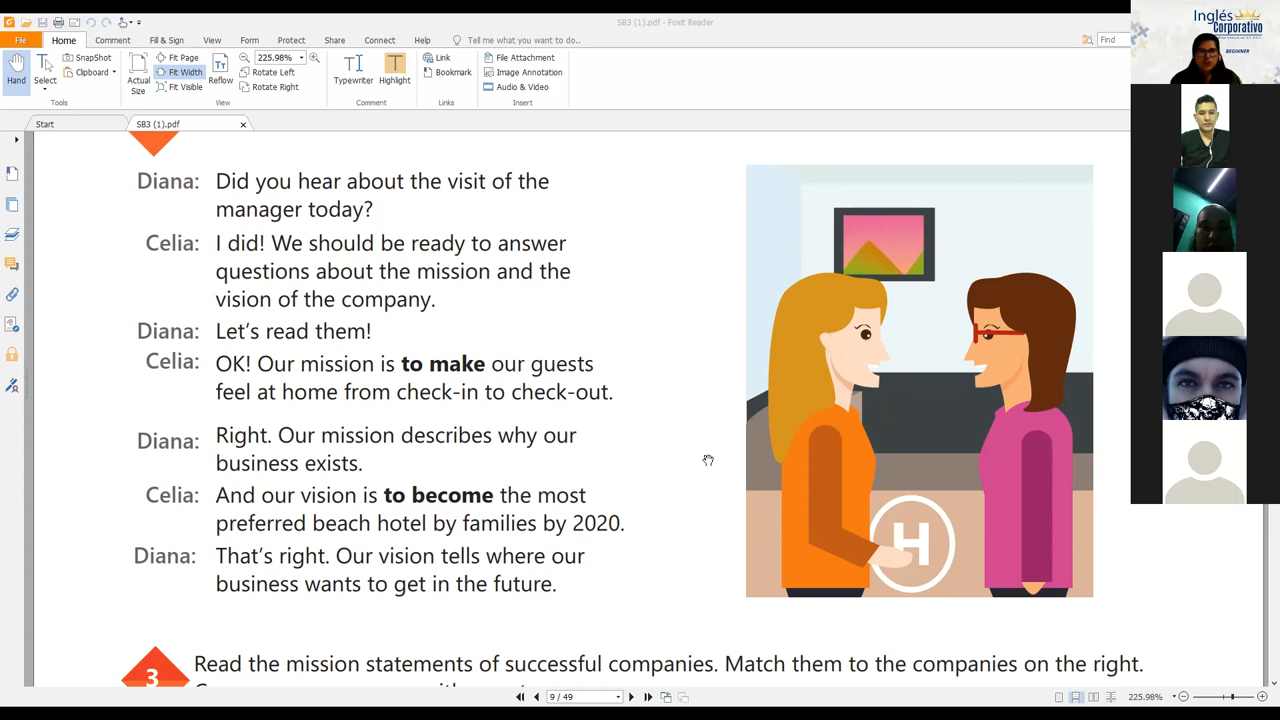 SB3 (1).pdf - Foxit Reader
File Home Comment Fill & Sign View Form Protect Share Connect Help Tell me what you want to do... Find
Hand
Select
SnapShot
Clipboard
Tools
Actual Size
Fit Page
Fit Width
Fit Visible
Reflow
225.98%
Rotate Left
Rotate Right
View
Typewriter
Highlight
Comment
Link
Bookmark
Links
File Attachment
Image Annotation
Audio & Video
Insert
Start
SB3 (1).pdf
Diana: Did you hear about the visit of the
manager today?
Celia: I did! We should be ready to answer
questions about the mission and the
vision of the company.
Diana: Let's read them!
Celia: OK! Our mission is to make our guests
feel at home from check-in to check-out.
Diana: Right. Our mission describes why our
business exists.
Celia: And our vision is to become the most
preferred beach hotel by families by 2020.
Diana: That's right. Our vision tells where our
business wants to get in the future.
H
3
Read the mission statements of successful companies. Match them to the companies on the right.
9 / 49
225.98%
Inglés
Corporativo
BEGINNER